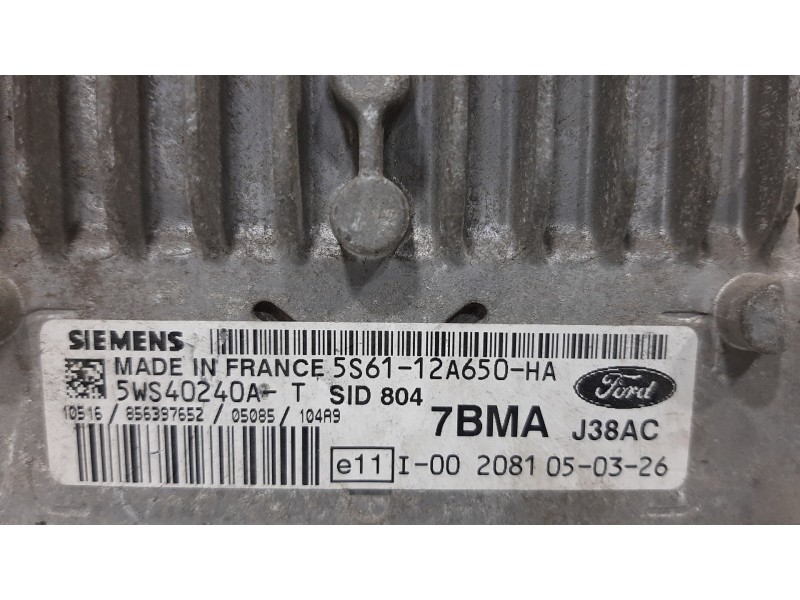 SIEMENS
MADE IN FRANCE 5S61-12A650-HA
5WS40240A- T SID 804
Ford
10516 / 856397652 / 05085 / 104A9
7BMA J38AC
e11 I-00 2081 05-03-26